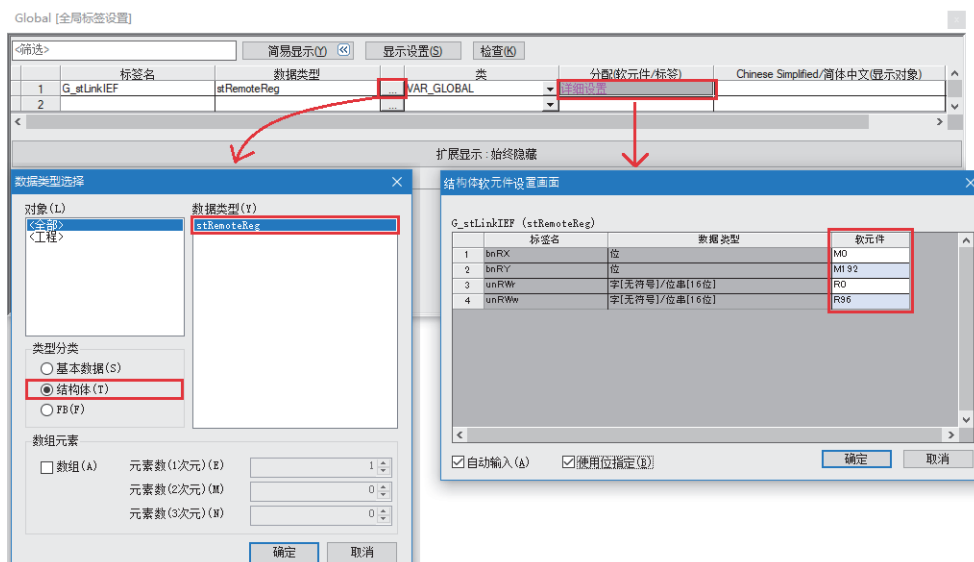 Global [全局标签设置]
<筛选> 简易显示(Y) 显示设置(S) 检查(K)
标签名 数据类型 类 分配(软元件/标签) Chinese Simplified/简体中文(显示对象)
1 G_stLinkIEF stRemoteReg ... VAR_GLOBAL 详细设置
2 ...
扩展显示:始终隐藏
数据类型选择
对象(L) 数据类型(Y)
<全部> stRemoteReg
<工程>
类型分类
基本数据(S)
结构体(T)
FB(F)
数组元素
数组(A) 元素数(1次元)(E) 1
元素数(2次元)(M) 0
元素数(3次元)(N) 0
确定 取消
结构体软元件设置画面
G_stLinkIEF (stRemoteReg)
标签名 数据类型 软元件
1 bnRX 位 M0
2 bnRY 位 M192
3 unRWr 字[无符号]/位串[16位] R0
4 unRWw 字[无符号]/位串[16位] R96
自动输入(A) 使用位指定(B)
确定 取消